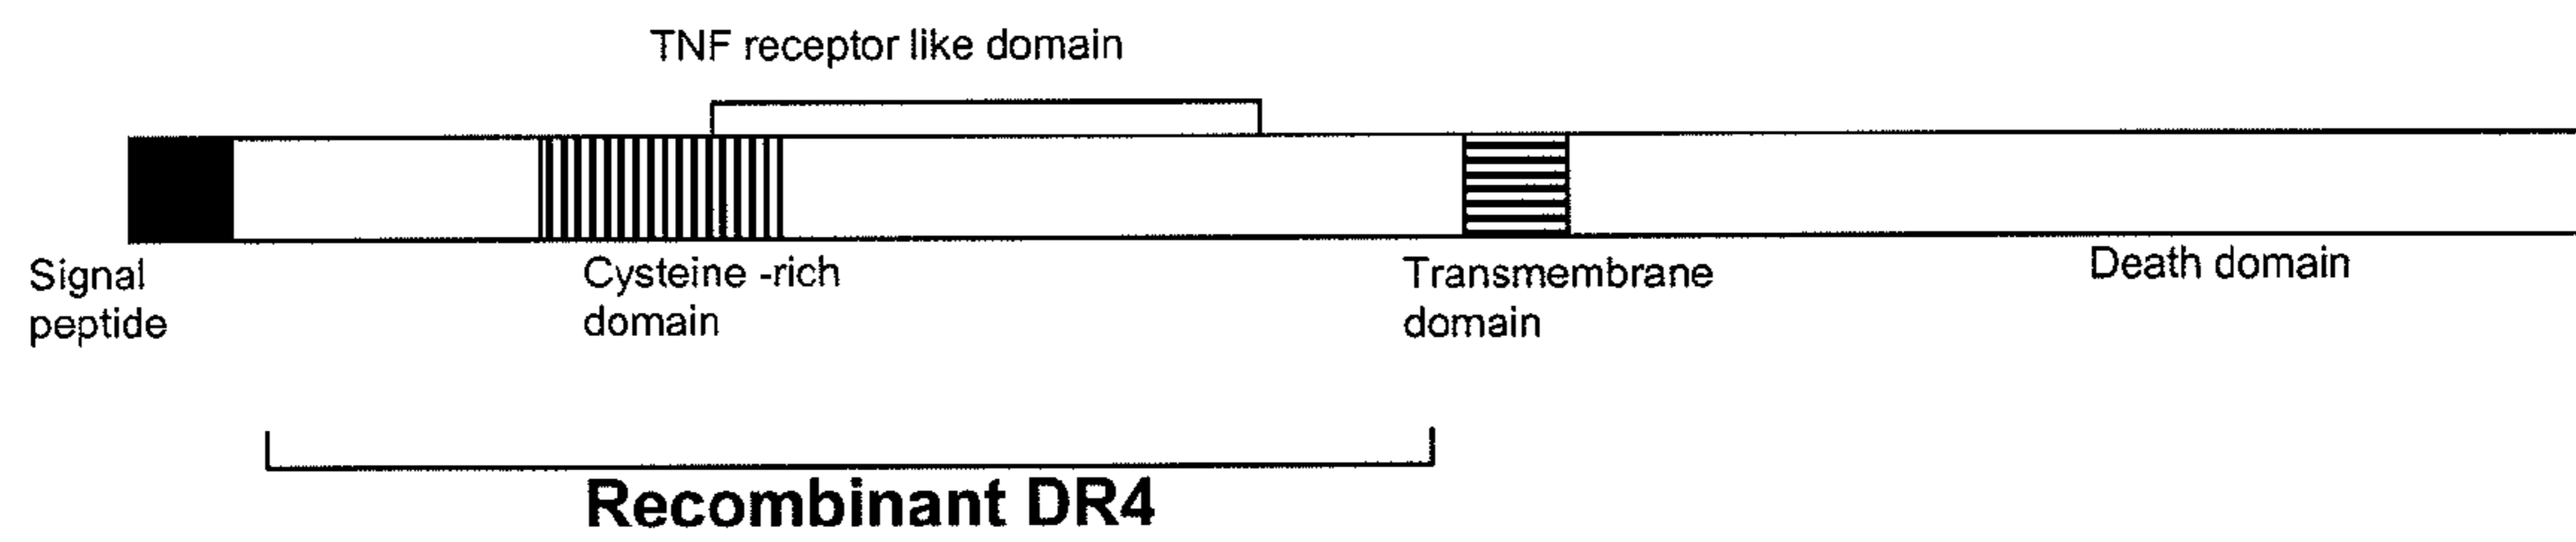 TNF receptor like domain
Signal
peptide
Cysteine -rich
domain
Transmembrane
domain
Death domain
Recombinant DR4